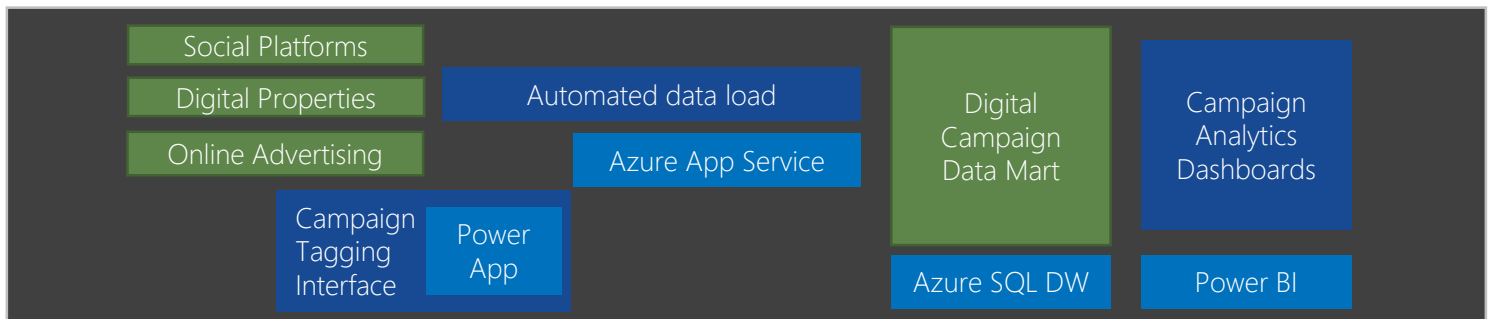 Social Platforms
Digital Properties
Online Advertising
Automated data load
Azure App Service
Campaign
Tagging
Interface
Power
App
Digital
Campaign
Data Mart
Azure SQL DW
Campaign
Analytics
Dashboards
Power BI